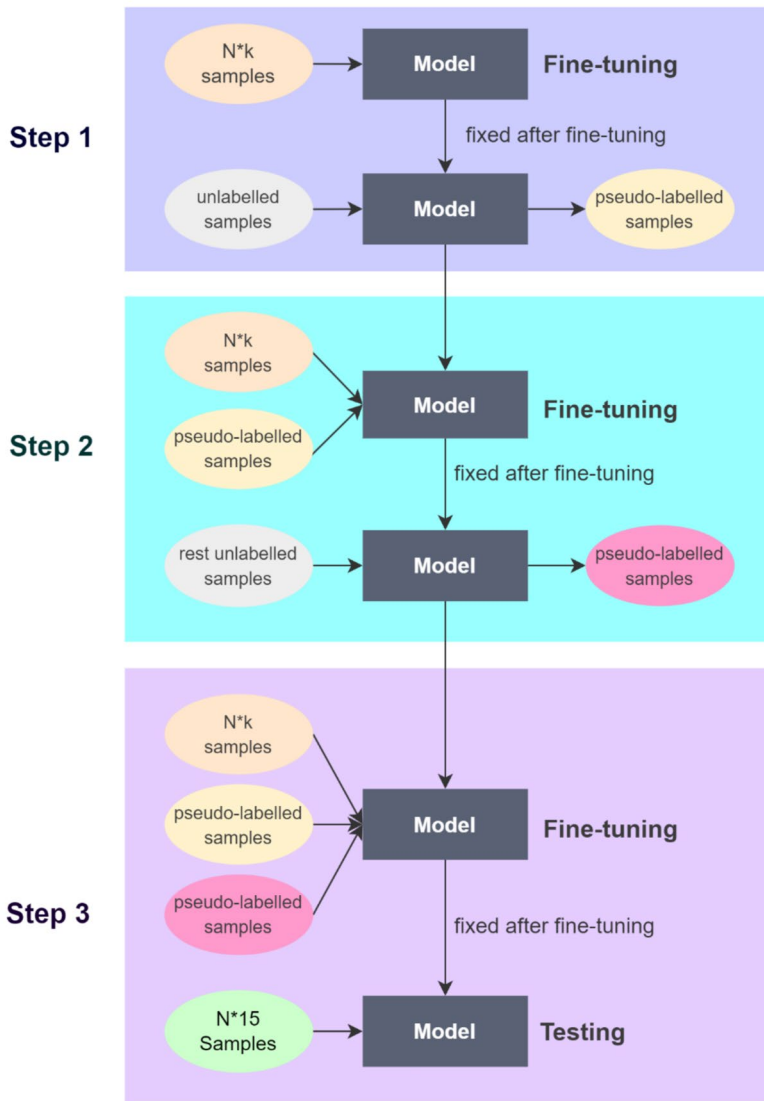 N*k
samples
Model
Fine-tuning
Step 1
fixed after fine-tuning
unlabelled
samples
Model
pseudo-labelled
samples
N*k
samples
Model
Fine-tuning
pseudo-labelled
samples
Step 2
fixed after fine-tuning
rest unlabelled
samples
Model
pseudo-labelled
samples
N*k
samples
pseudo-labelled
samples
Model
Fine-tuning
pseudo-labelled
samples
Step 3
fixed after fine-tuning
N*15
Samples
Model
Testing